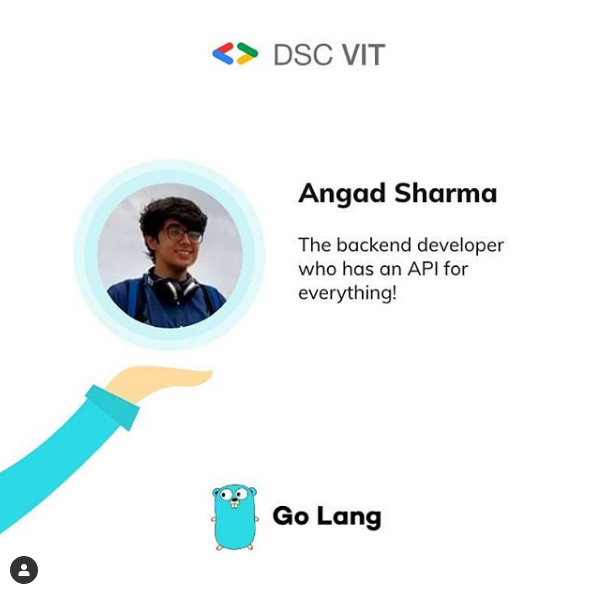 DSC VIT
Angad Sharma
The backend developer
who has an API for
everything!
Go Lang